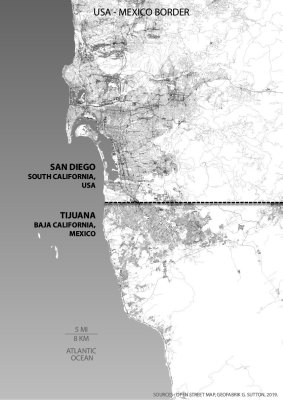 USA - MEXICO BORDER
SAN DIEGO
SOUTH CALIFORNIA,
USA
TIJUANA
BAJA CALIFORNIA,
MEXICO
5 MI
8 KM
ATLANTIC
OCEAN
SOURCES : OPEN STREET MAP, GEOFABRIK G. SUTTON, 2019.